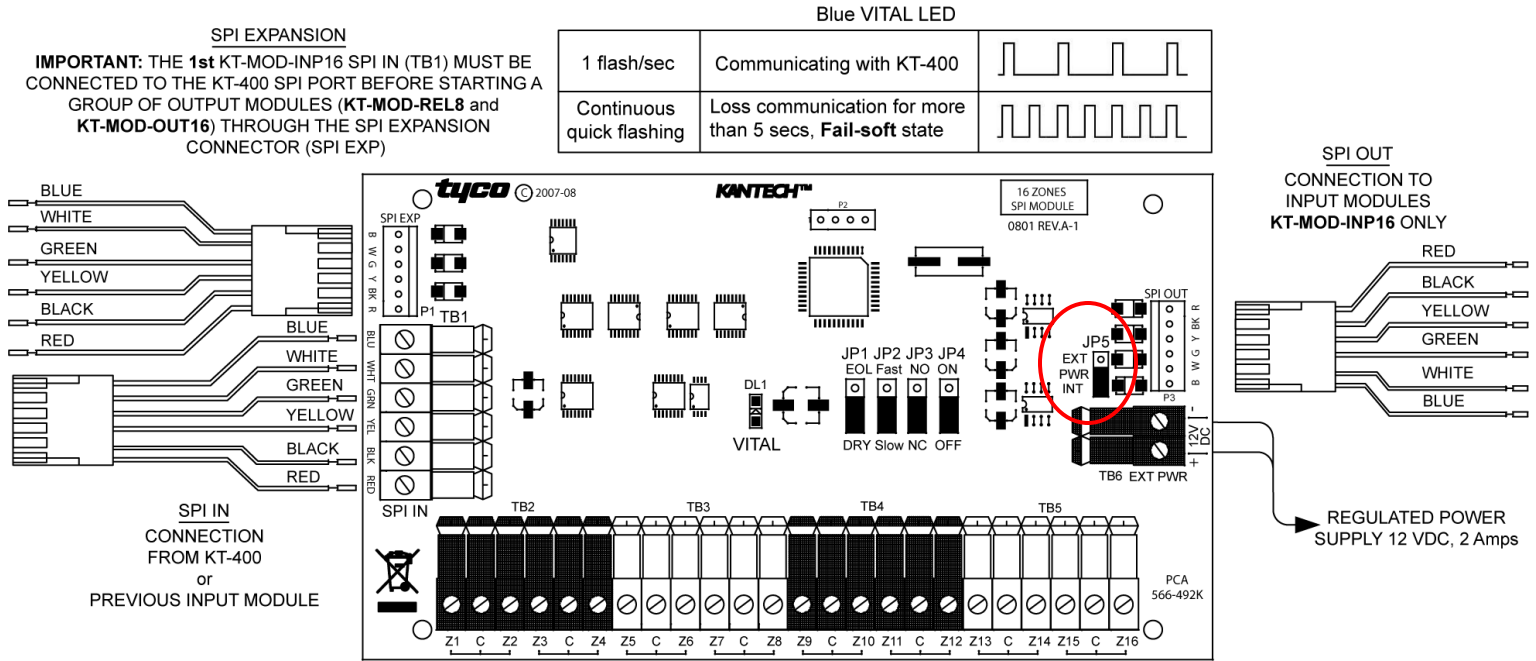 Blue VITAL LED
1 flash/sec
Communicating with KT-400
Continuous
quick flashing
Loss communication for more
than 5 secs, Fail-soft state
SPI EXPANSION
IMPORTANT: THE 1st KT-MOD-INP16 SPI IN (TB1) MUST BE
CONNECTED TO THE KT-400 SPI PORT BEFORE STARTING A
GROUP OF OUTPUT MODULES (KT-MOD-REL8 and
KT-MOD-OUT16) THROUGH THE SPI EXPANSION
CONNECTOR (SPI EXP)
BLUE
WHITE
GREEN
YELLOW
BLACK
RED
BLUE
WHITE
GREEN
YELLOW
BLACK
RED
SPI IN
CONNECTION
FROM KT-400
or
PREVIOUS INPUT MODULE
tyco © 2007-08
KANTECH™
16 ZONES
SPI MODULE
0801 REV.A-1
SPI EXP
B
W
G
Y
BK
R
P1
TB1
BLU
WHT
GRN
YEL
BLK
RED
SPI IN
P2
JP1 JP2 JP3 JP4
EOL Fast NO ON
DRY Slow NC OFF
DL1
VITAL
JP5
EXT
PWR
INT
SPI OUT
R
BK
Y
G
W
B
P3
-
12V
DC
+
TB6 EXT PWR
TB2
TB3
TB4
TB5
PCA
566-492K
Z1 C Z2 Z3 C Z4 Z5 C Z6 Z7 C Z8 Z9 C Z10 Z11 C Z12 Z13 C Z14 Z15 C Z16
SPI OUT
CONNECTION TO
INPUT MODULES
KT-MOD-INP16 ONLY
RED
BLACK
YELLOW
GREEN
WHITE
BLUE
REGULATED POWER
SUPPLY 12 VDC, 2 Amps